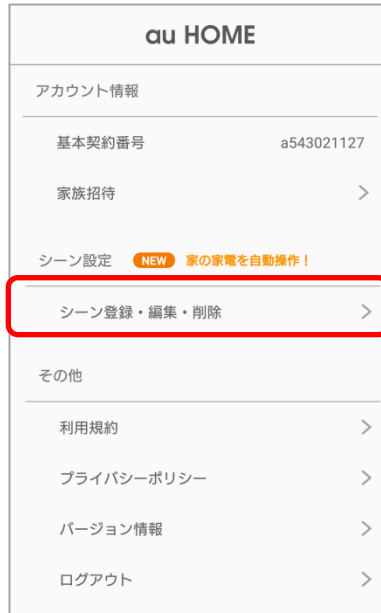 au HOME
アカウント情報
基本契約番号 a543021127
家族招待 >
シーン設定 NEW 家の家電を自動操作！
シーン登録・編集・削除 >
その他
利用規約 >
プライバシーポリシー >
バージョン情報 >
ログアウト >